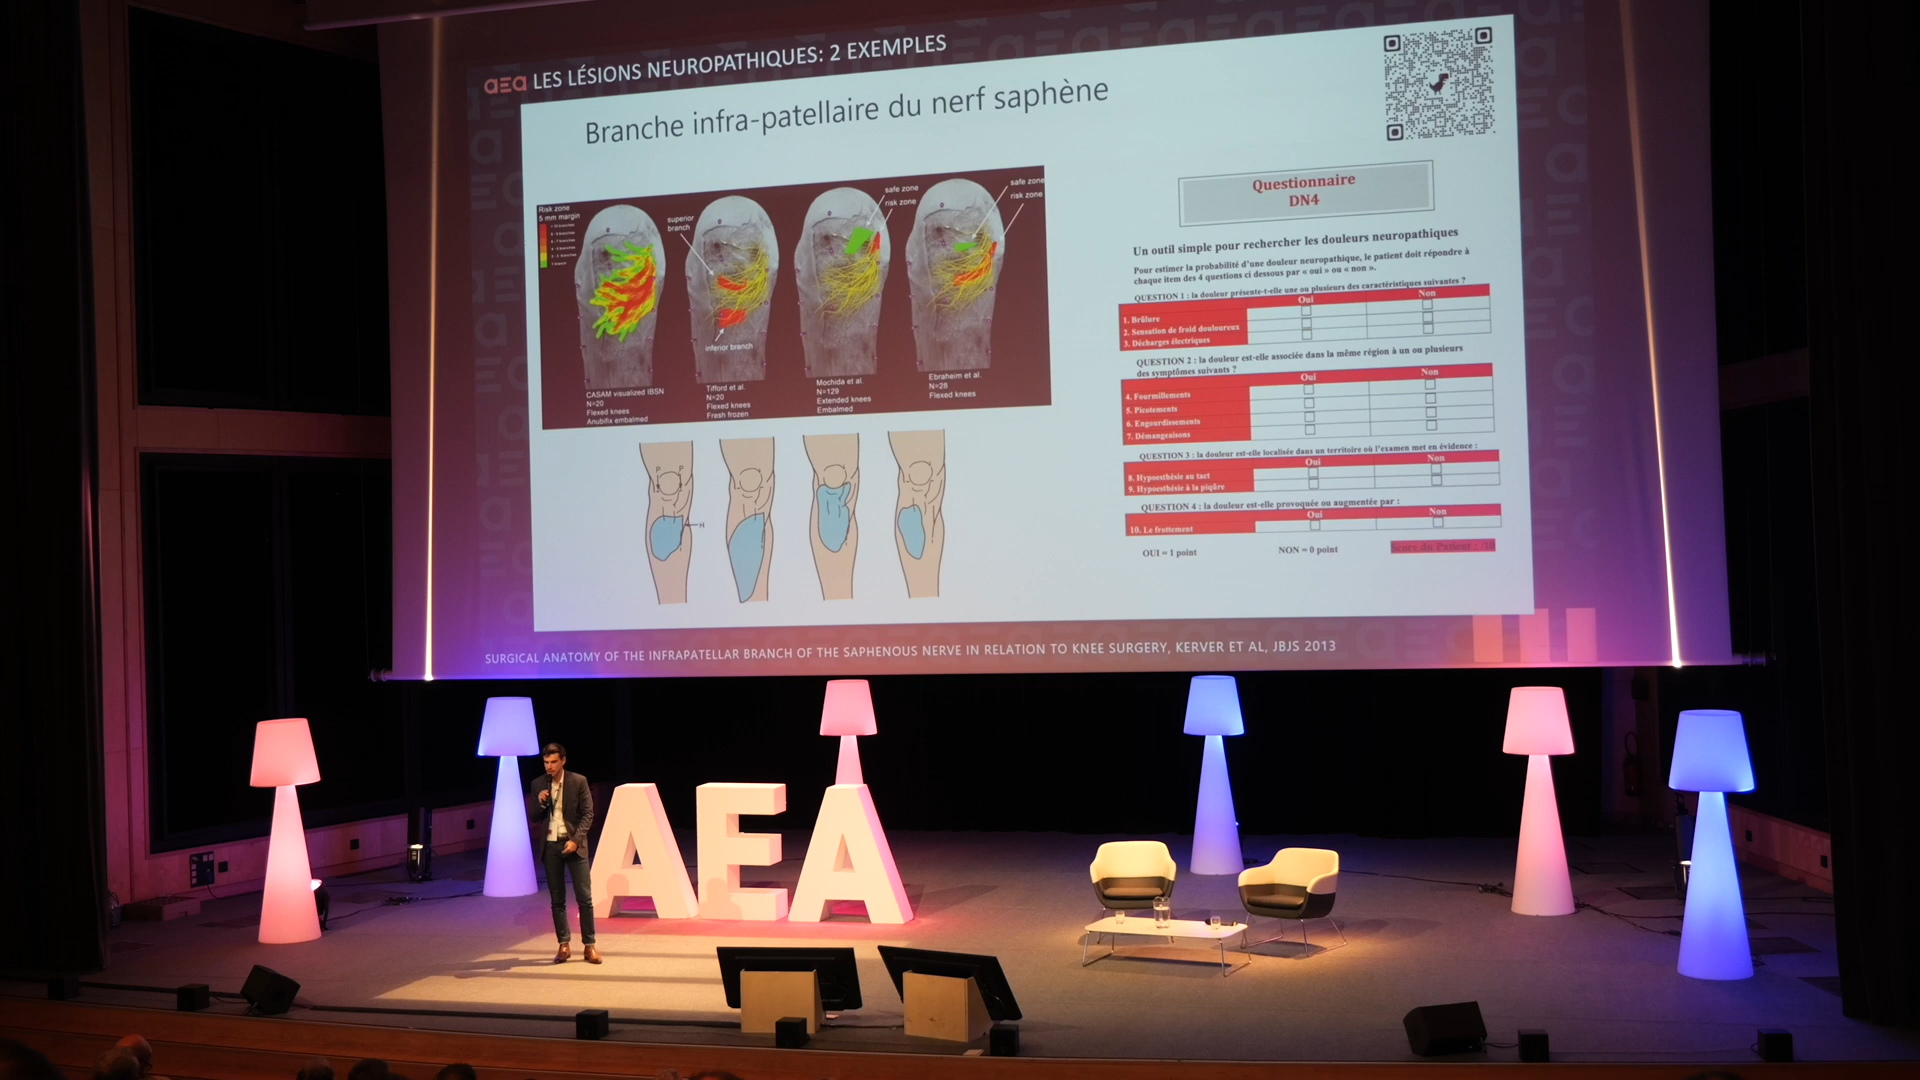 aea LES LÉSIONS NEUROPATHIQUES: 2 EXEMPLES
Branche infra-patellaire du nerf saphène
Risk zone
5 mm margin
superior
branch
inferior branch
safe zone
risk zone
safe zone
risk zone
CASAM visualized IBSN
N=20
Flexed knees
Anubifix embalmed
Tifford et al.
N=20
Flexed knees
Fresh frozen
Mochida et al.
N=129
Extended knees
Embalmed
Ebraheim et al.
N=28
Flexed knees
P P
H
Questionnaire
DN4
Un outil simple pour rechercher les douleurs neuropathiques
Pour estimer la probabilité d'une douleur neuropathique, le patient doit répondre à
chaque item des 4 questions ci dessous par « oui » ou « non ».
QUESTION 1 : la douleur présente-t-elle une ou plusieurs des caractéristiques suivantes ?
Oui Non
1. Brûlure
2. Sensation de froid douloureux
3. Décharges électriques
QUESTION 2 : la douleur est-elle associée dans la même région à un ou plusieurs
des symptômes suivants ?
Oui Non
4. Fourmillements
5. Picotements
6. Engourdissements
7. Démangeaisons
QUESTION 3 : la douleur est-elle localisée dans un territoire où l'examen met en évidence :
Oui Non
8. Hypoesthésie au tact
9. Hypoesthésie à la piqûre
QUESTION 4 : la douleur est-elle provoquée ou augmentée par :
Oui Non
10. Le frottement
OUI = 1 point NON = 0 point Score du Patient : /10
SURGICAL ANATOMY OF THE INFRAPATELLAR BRANCH OF THE SAPHENOUS NERVE IN RELATION TO KNEE SURGERY, KERVER ET AL, JBJS 2013
AEA